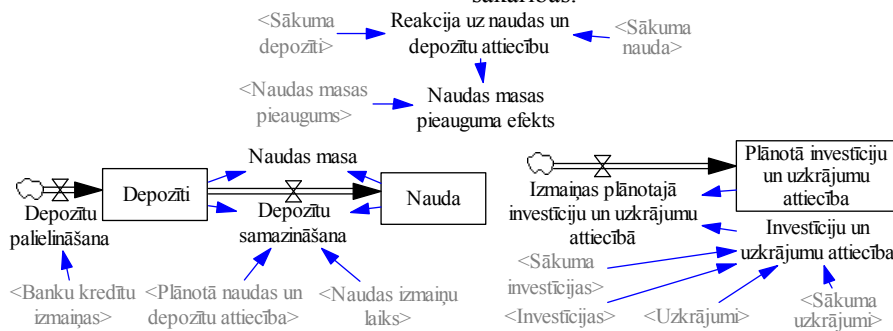 sakarības.
<Sākuma
depozīti>
Reakcija uz naudas un
depozītu attiecību
<Sākuma
nauda>
<Naudas masas
pieaugums>
Naudas masas
pieauguma efekts
Naudas masa
Depozīti
Nauda
Depozītu
palielināšana
Depozītu
samazināšana
<Banku kredītu
izmaiņas>
<Plānotā naudas un
depozītu attiecība>
<Naudas izmaiņu
laiks>
Plānotā investīciju
un uzkrājumu
attiecība
Izmaiņas plānotajā
investīciju un uzkrājumu
attiecībā
Investīciju un
uzkrājumu attiecība
<Sākuma
investīcijas>
<Investīcijas>
<Uzkrājumi>
<Sākuma
uzkrājumi>